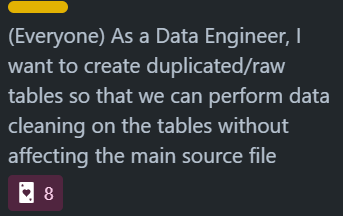 (Everyone) As a Data Engineer, I
want to create duplicated/raw
tables so that we can perform data
cleaning on the tables without
affecting the main source file
8